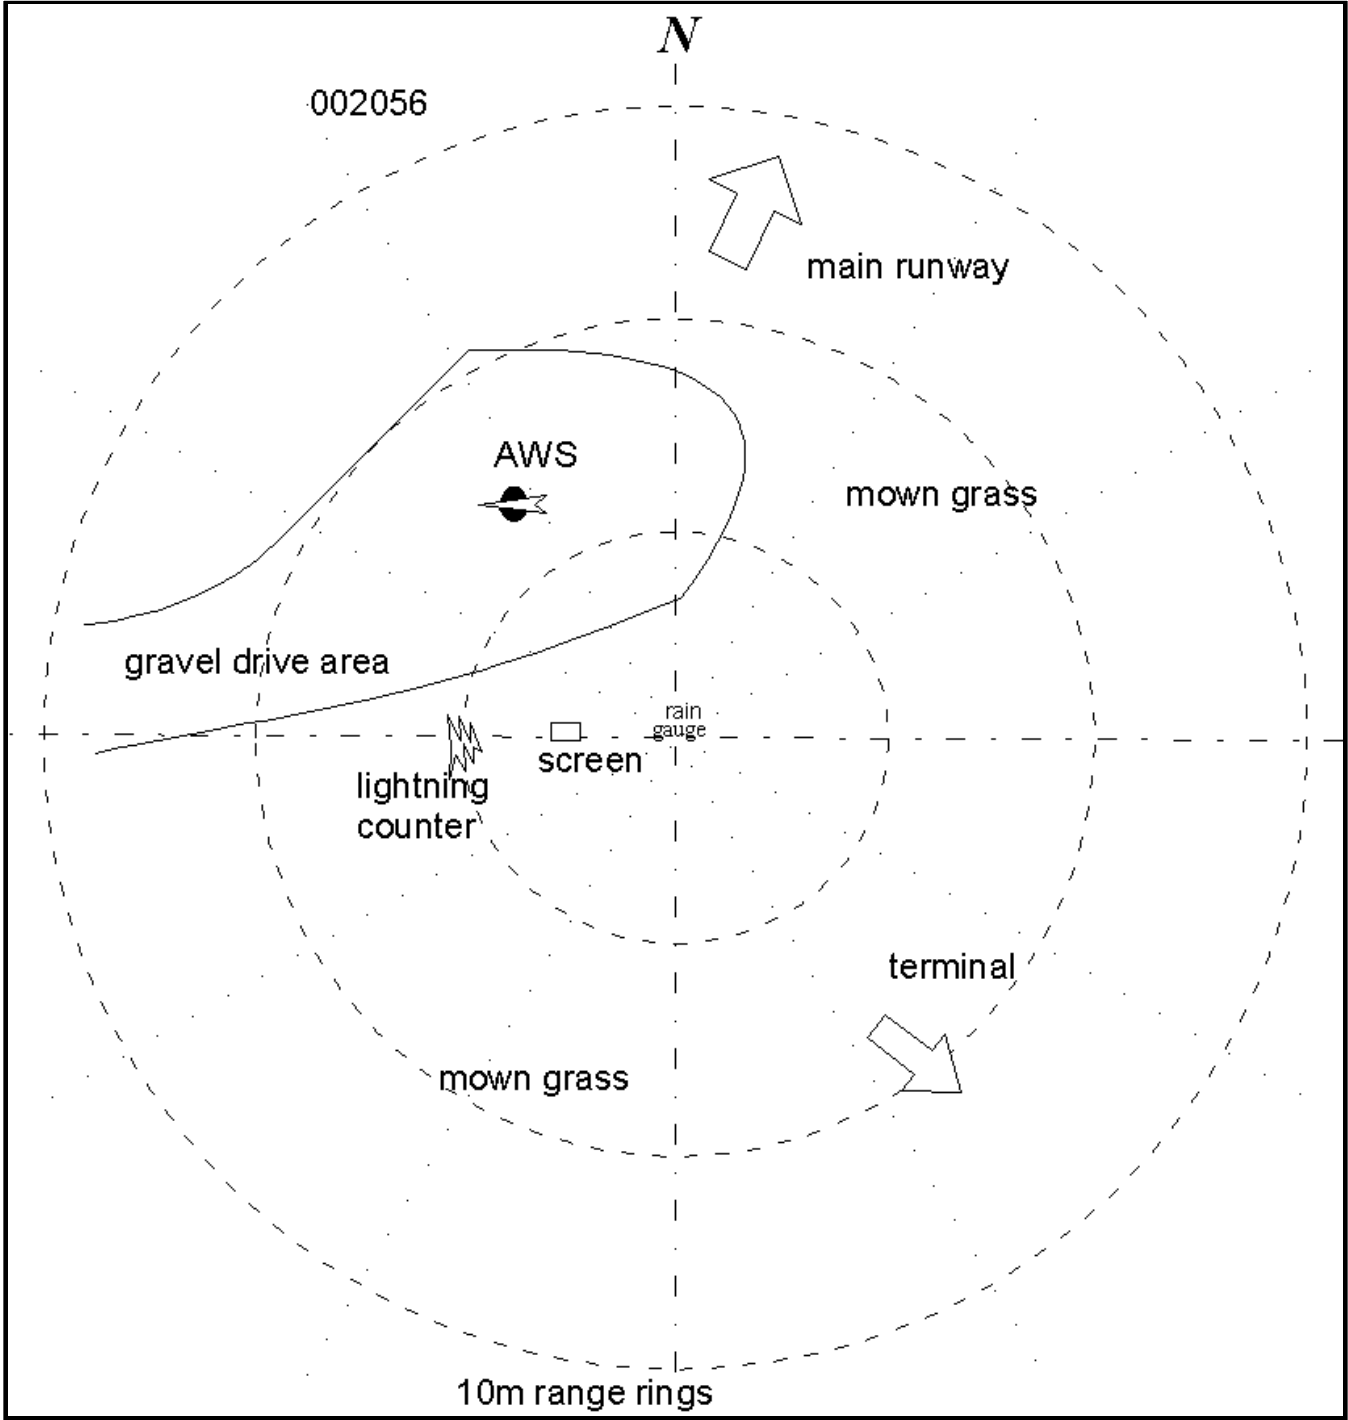 N
002056
main runway
AWS
mown grass
gravel drive area
rain
gauge
screen
lightning
counter
terminal
mown grass
10m range rings